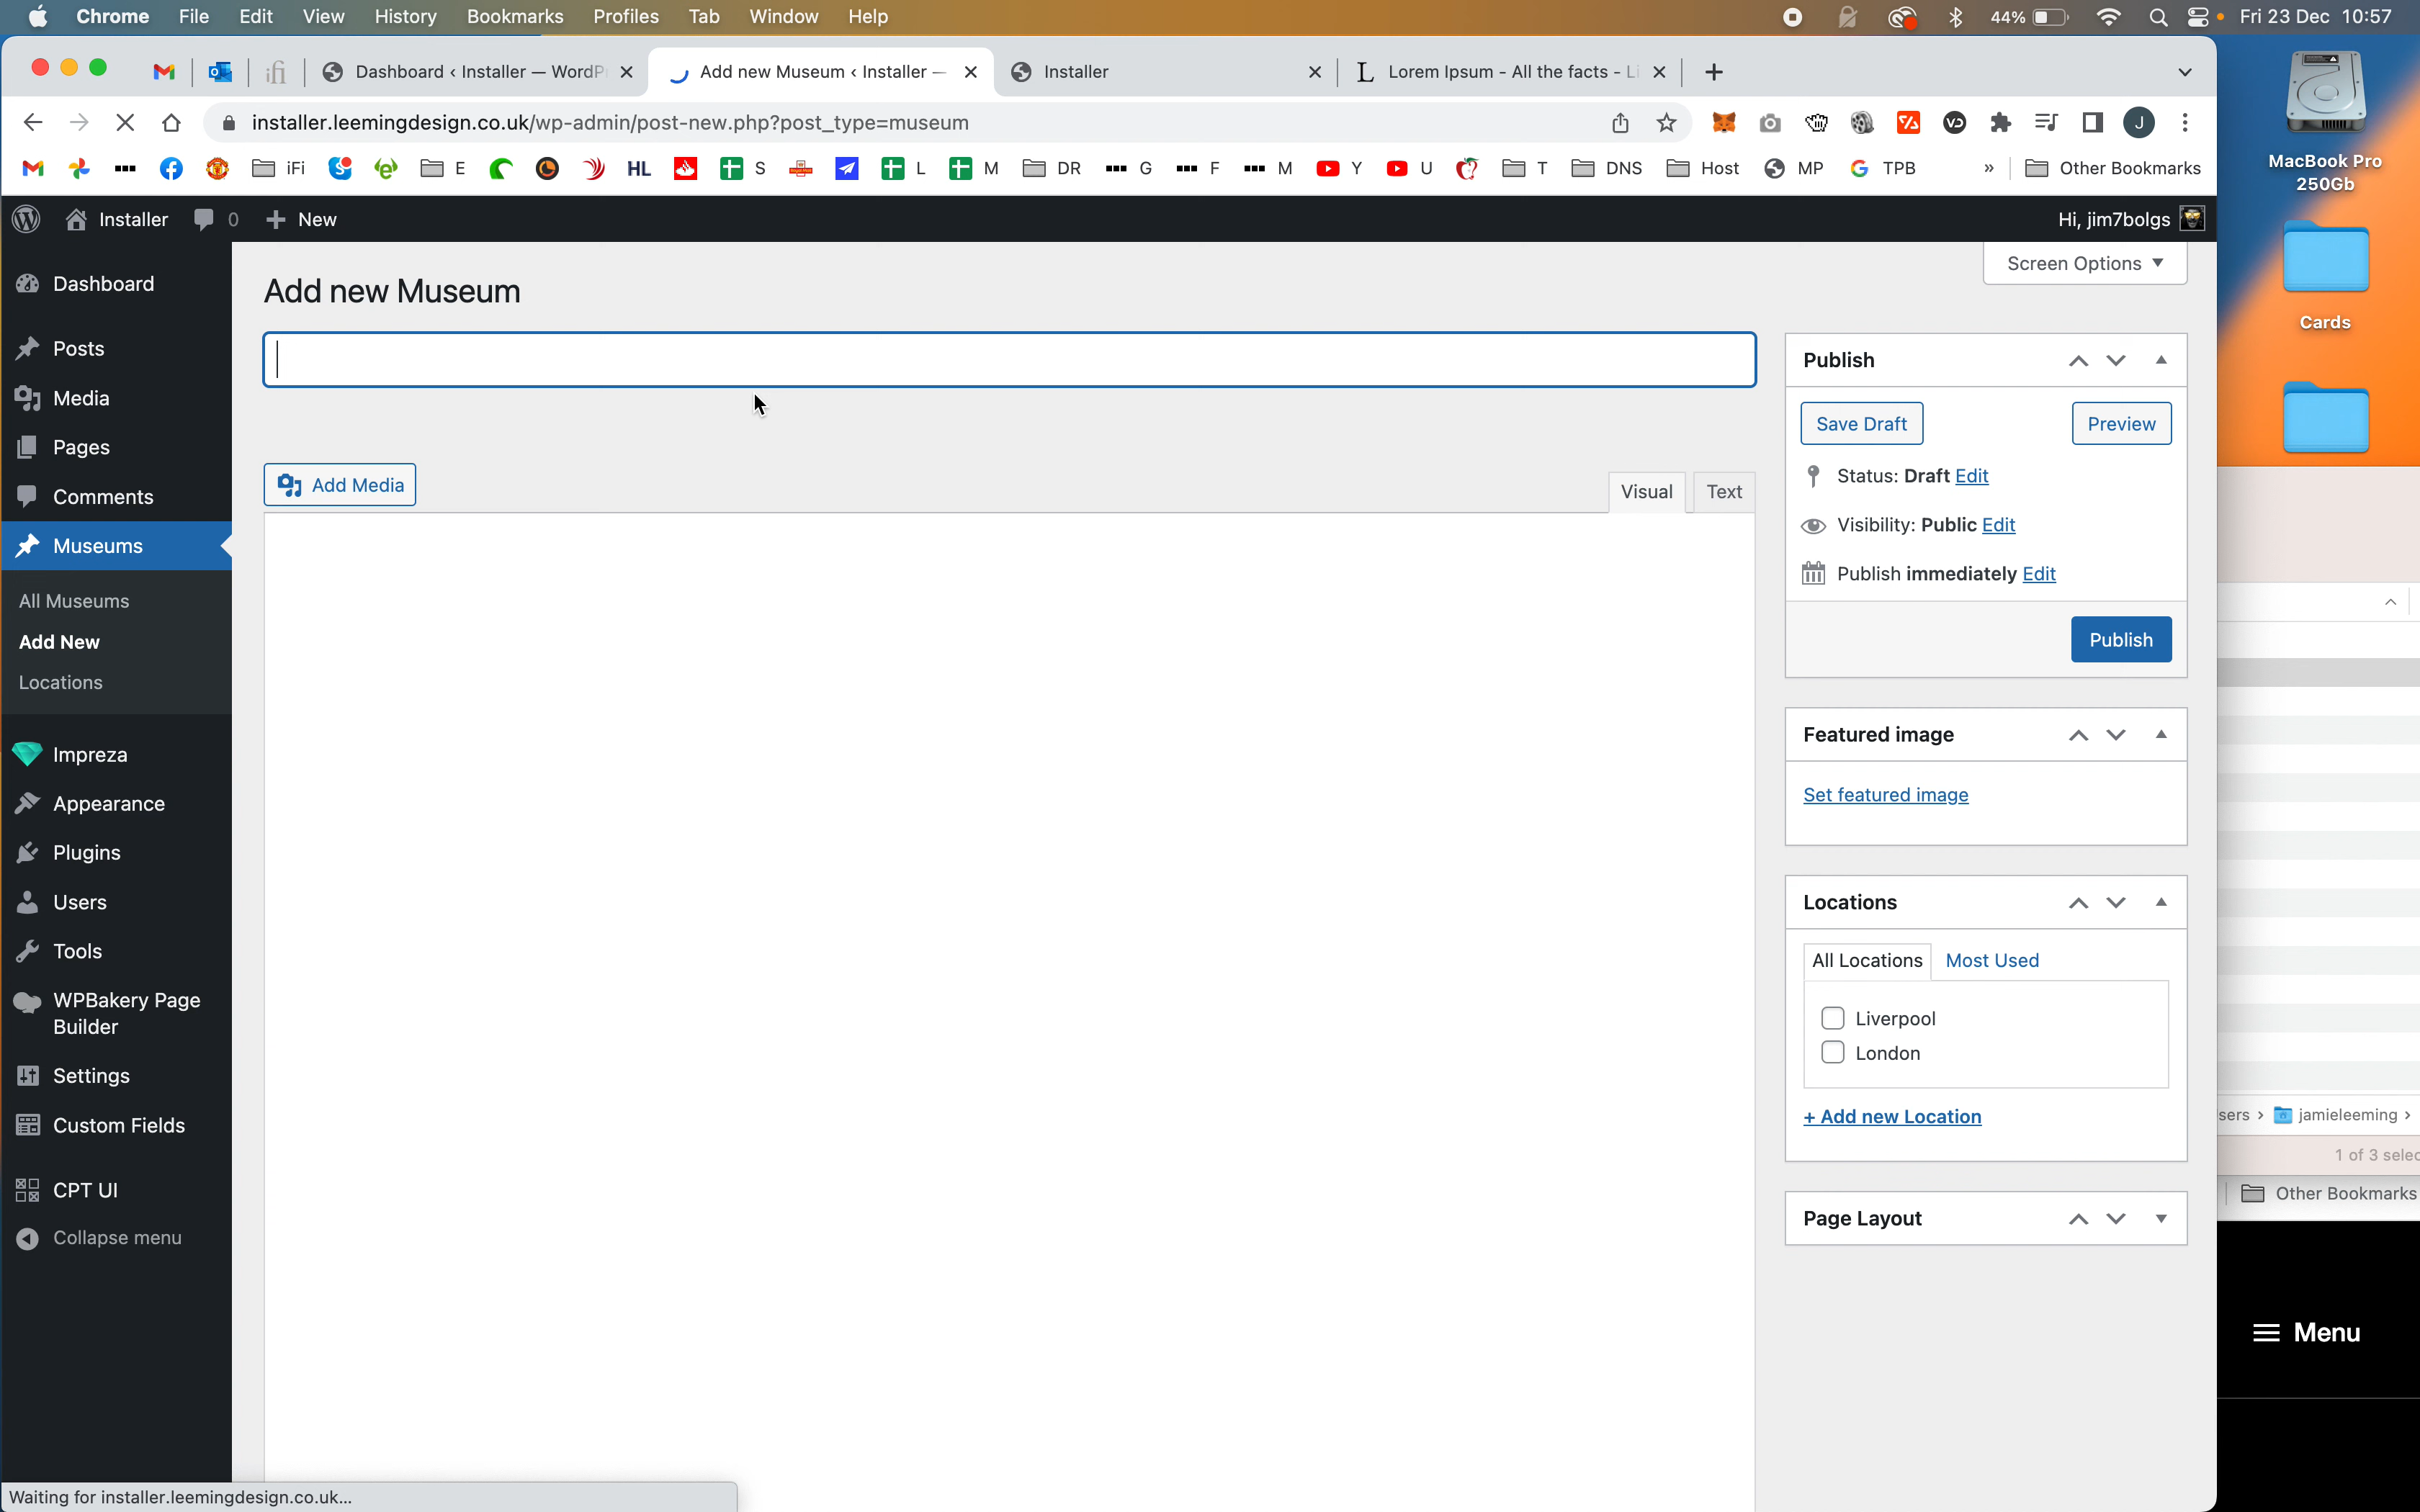 Chrome File Edit View History Bookmarks Profiles Tab Window Help
44% Fri 23 Dec 10:57
ifi Dashboard ‹ Installer — WordP Add new Museum ‹ Installer — Installer Lorem Ipsum - All the facts - Li
installer.leemingdesign.co.uk/wp-admin/post-new.php?post_type=museum
iFi E HL S L M DR G F M Y U T DNS Host MP TPB » Other Bookmarks
Installer 0 New Hi, jim7bolgs
Screen Options
Dashboard
Posts
Media
Pages
Comments
Museums
All Museums
Add New
Locations
Impreza
Appearance
Plugins
Users
Tools
WPBakery Page
Builder
Settings
Custom Fields
CPT UI
Collapse menu
Add new Museum
Add Media
Visual Text
Publish
Save Draft Preview
Status: Draft Edit
Visibility: Public Edit
Publish immediately Edit
Publish
Featured image
Set featured image
Locations
All Locations Most Used
Liverpool
London
+ Add new Location
Page Layout
Waiting for installer.leemingdesign.co.uk...
MacBook Pro
250Gb
Cards
sers › jamieleeming ›
1 of 3 selec
Other Bookmarks
Menu